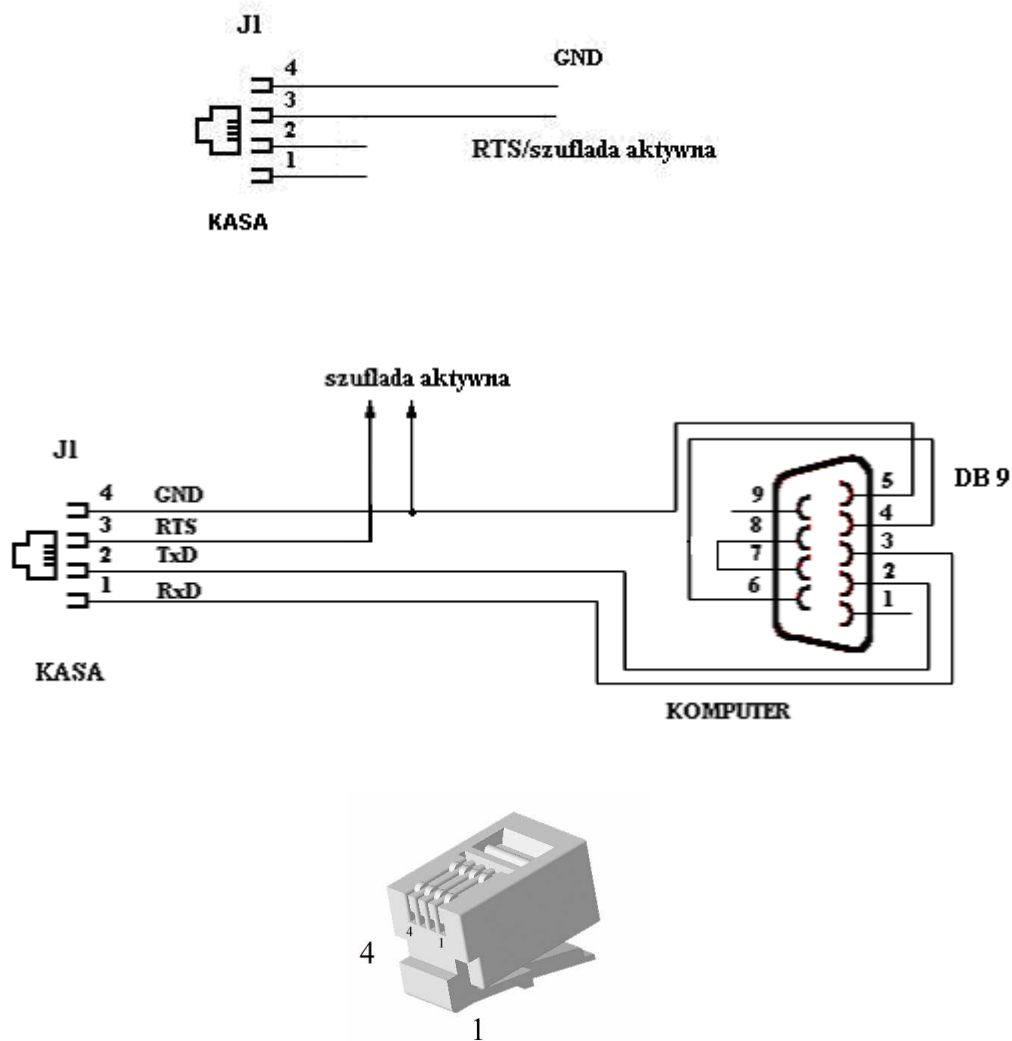 J1
4
GND
3
2
RTS/szuflada aktywna
1
KASA
szuflada aktywna
J1
4 GND
3 RTS
2 TxD
1 RxD
KASA
DB 9
9
8
7
6
5
4
3
2
1
KOMPUTER
4
1
4
1